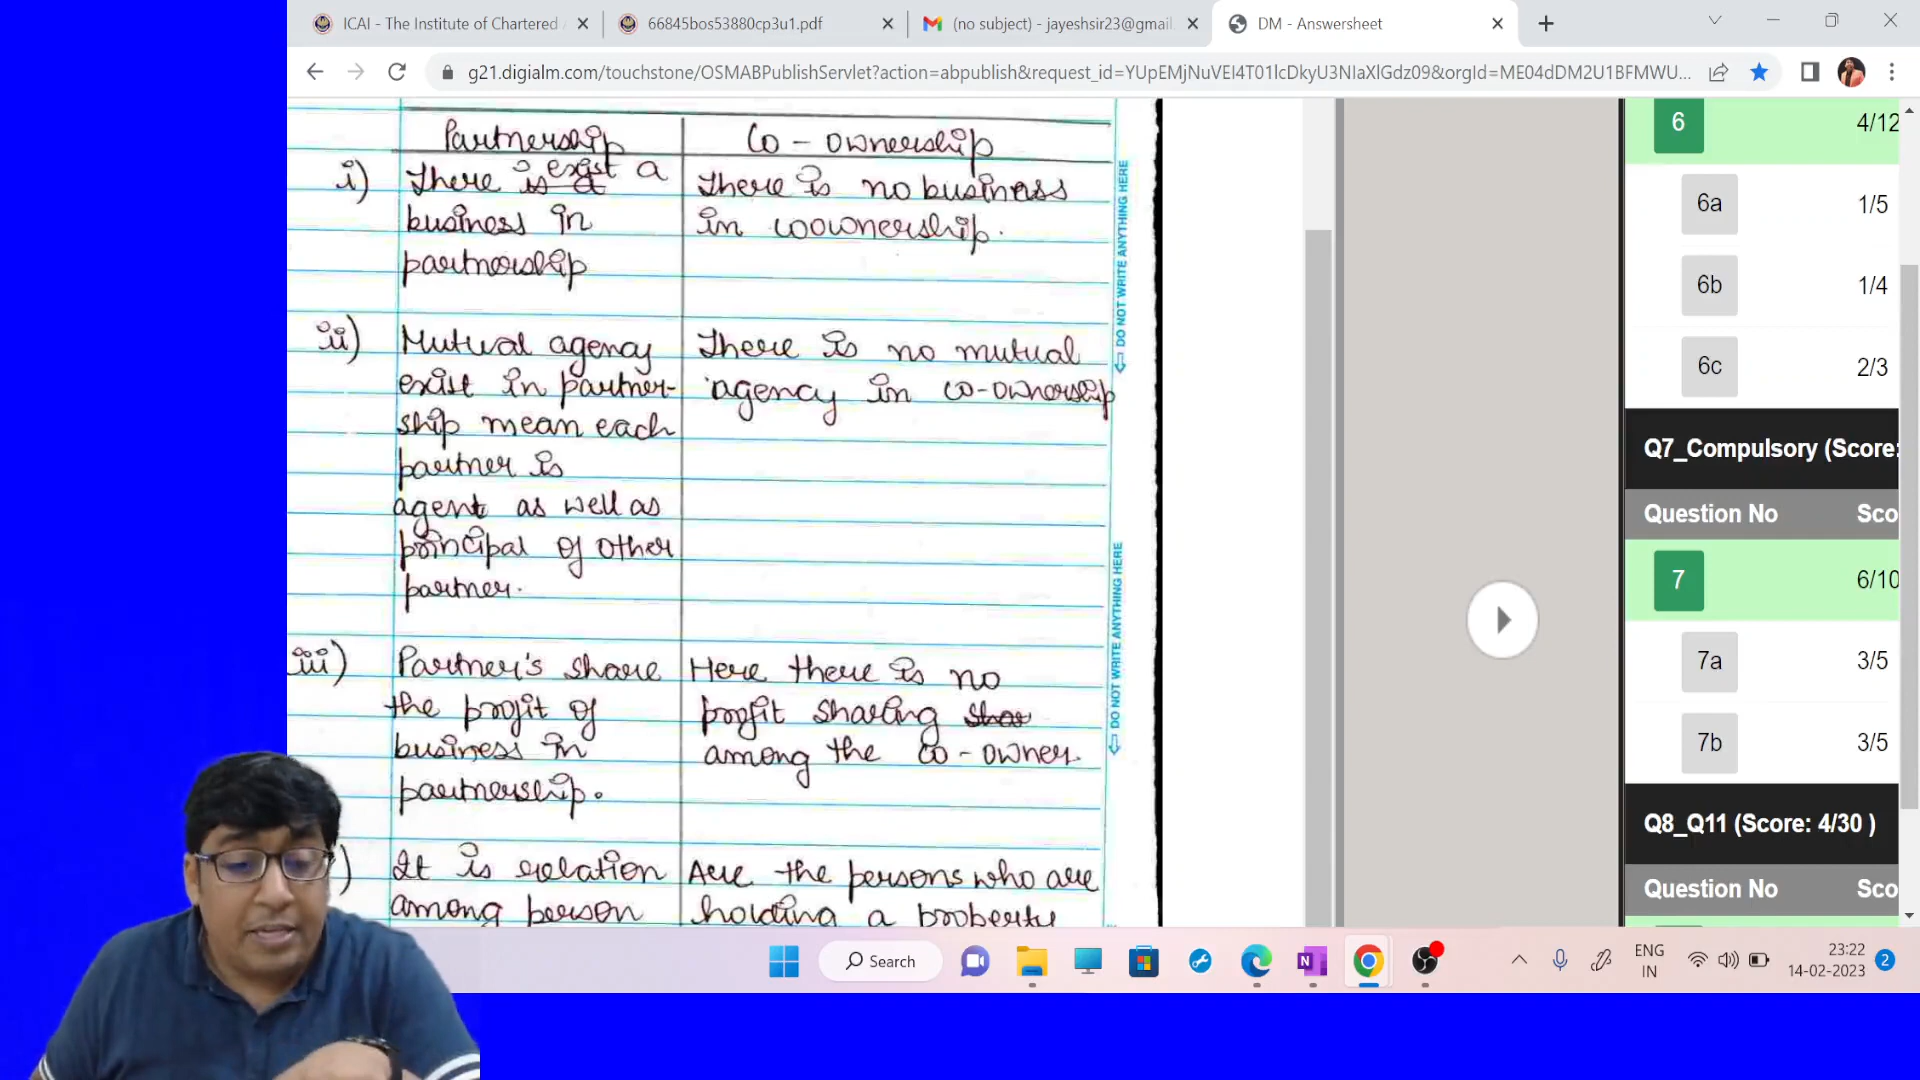 ICAI - The Institute of Chartered
66845bos53880cp3u1.pdf
(no subject) - jayeshsir23@gmail
DM - Answersheet
g21.digialm.com/touchstone/OSMABPublishServlet?action=abpublish&request_id=YUpEMjNuVEI4T01lcDkyU3NIaXlGdz09&orgId=ME04dDM2U1BFMWU...
Partnership Co-ownership
i) There exist a There is no business
business in in coownership.
partnership
ii) Mutual agency There is no mutual
exist in partner- agency in co-ownership
ship mean each
partner is
agent as well as
principal of other
partner.
iii) Partner's share Here there is no
the profit of profit sharing
business in among the co-owner.
partnership.
) It is relation Are the persons who are
among person holding a property
DO NOT WRITE ANYTHING HERE
DO NOT WRITE ANYTHING HERE
6 4/12
6a 1/5
6b 1/4
6c 2/3
Q7_Compulsory (Score:
Question No Sco
7 6/10
7a 3/5
7b 3/5
Q8_Q11 (Score: 4/30 )
Question No Sco
Search
ENG
IN
23:22
14-02-2023
2